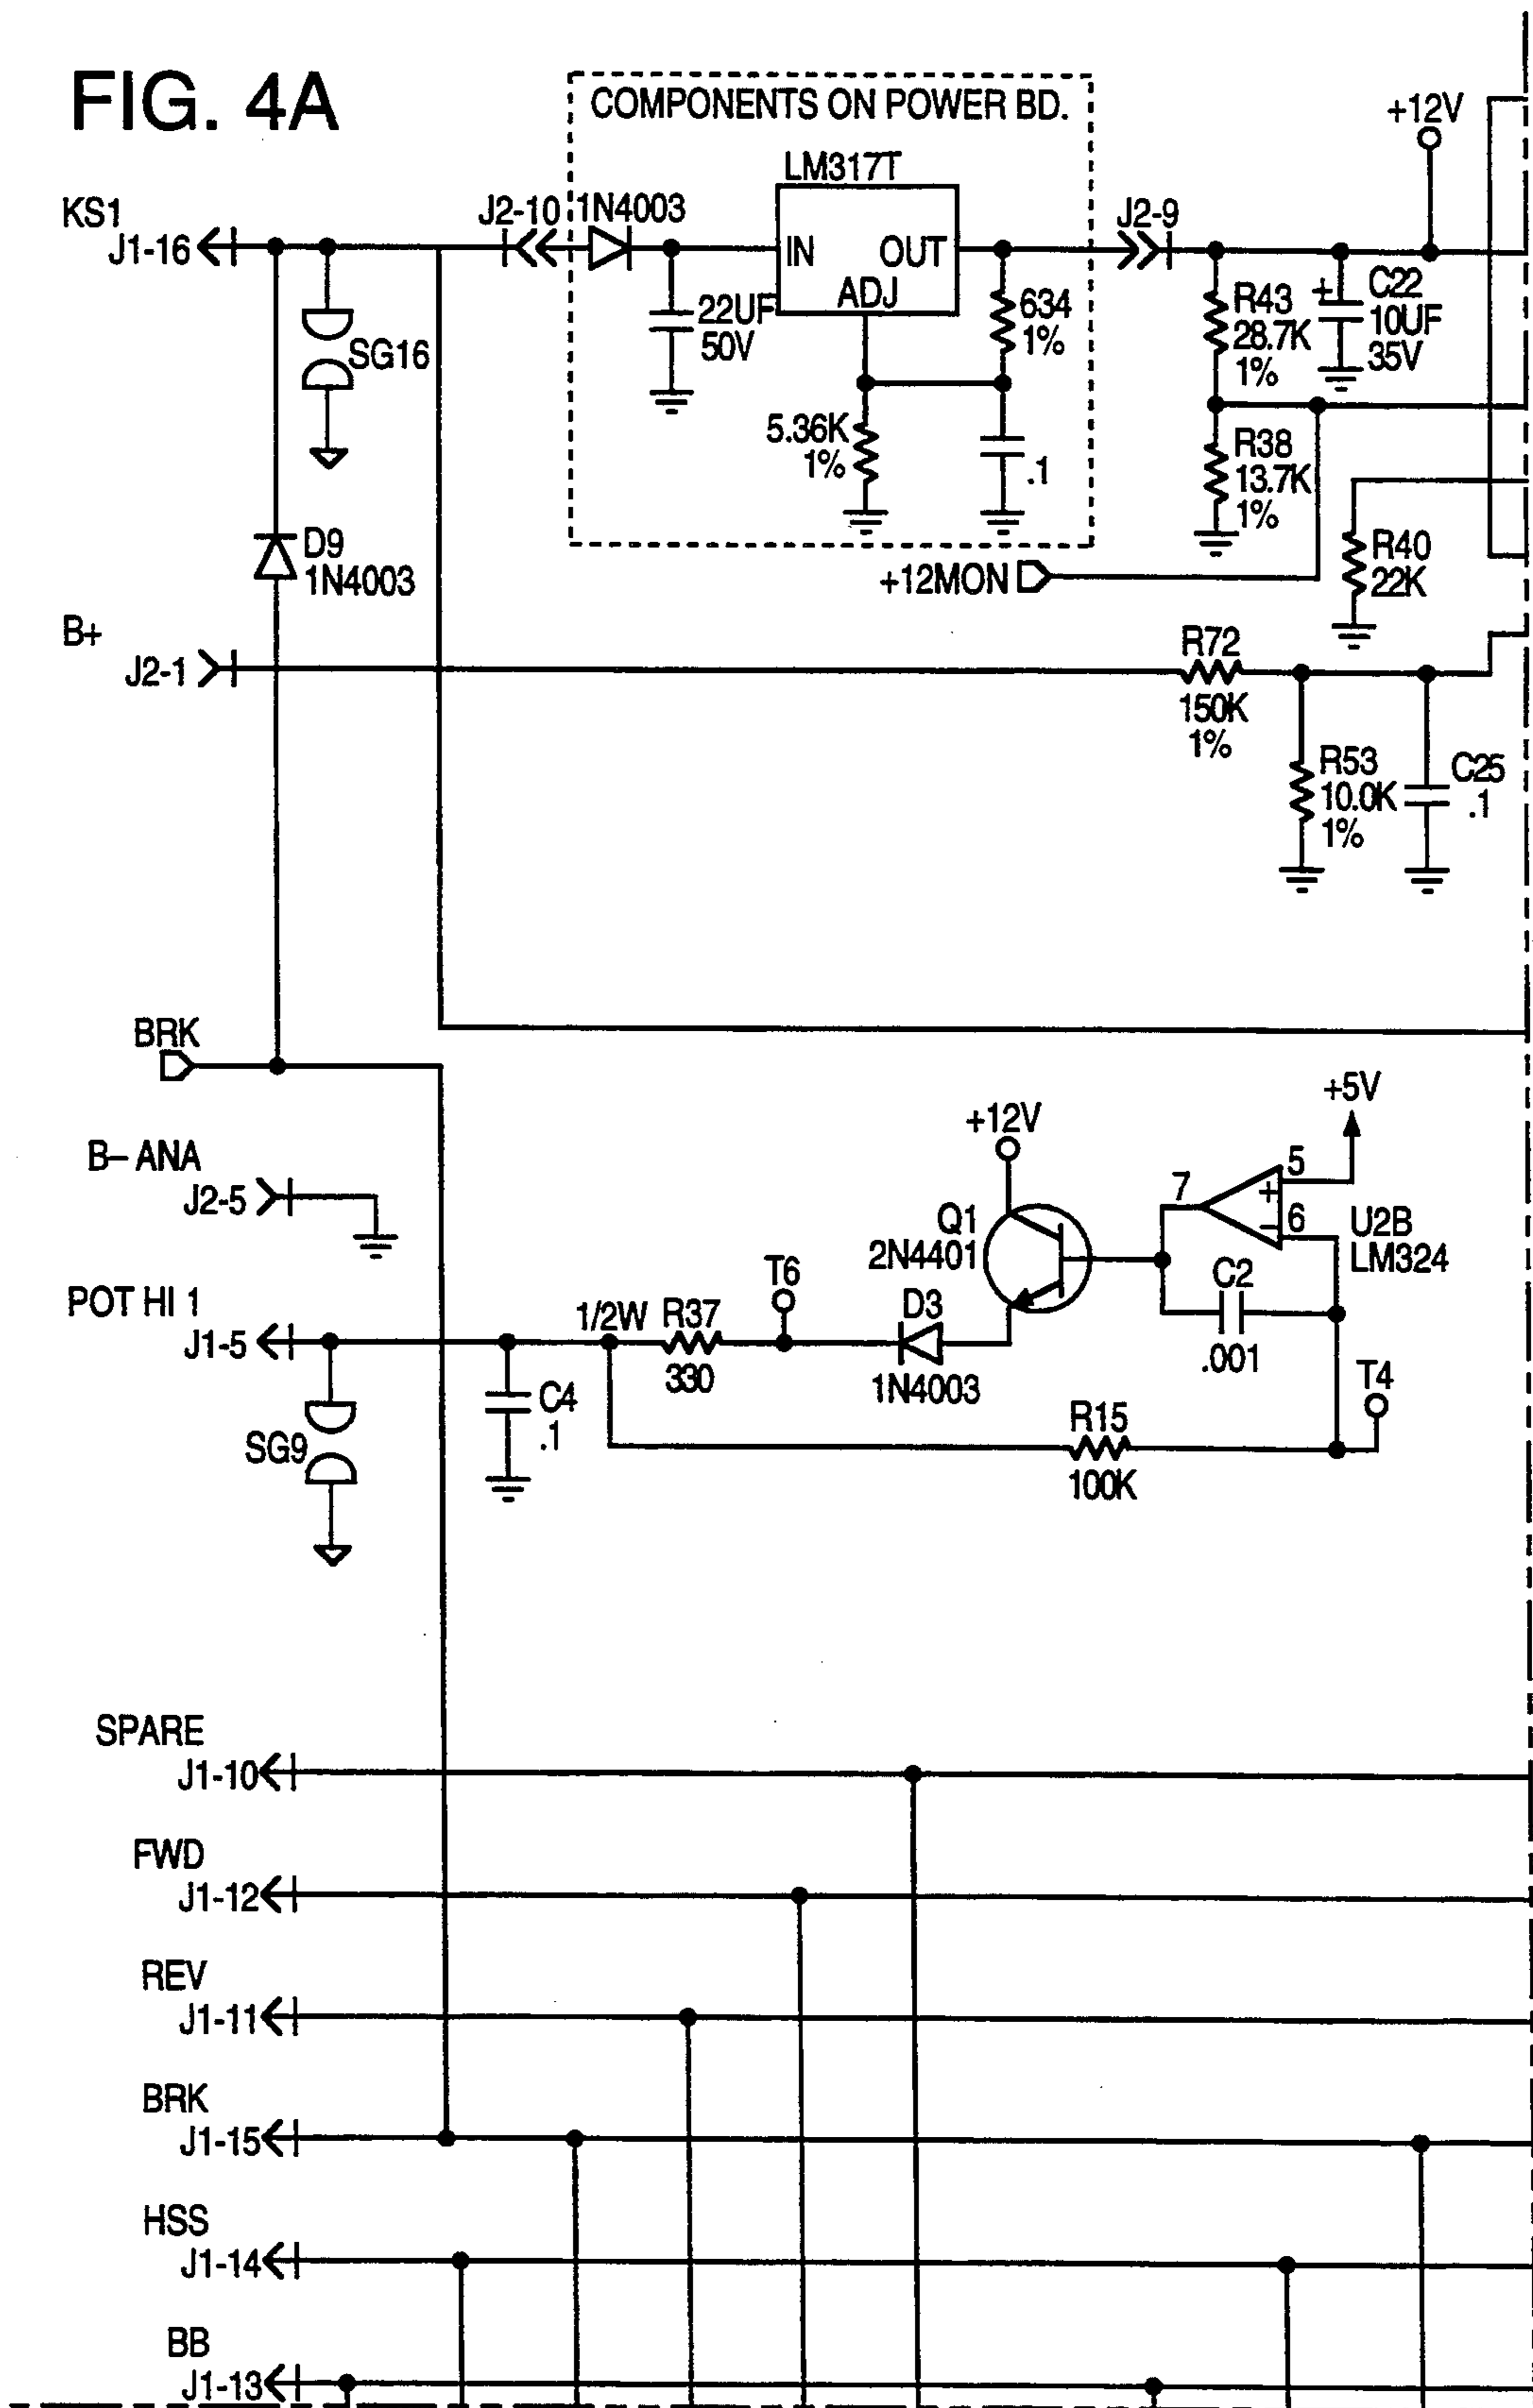 FIG. 4A
COMPONENTS ON POWER BD.
+12V
LM317T
KS1
J1-16
J2-10
1N4003
J2-9
IN
OUT
ADJ
22UF
50V
634
1%
R43
28.7K
1%
+
C22
10UF
35V
SG16
5.36K
1%
.1
R38
13.7K
1%
D9
1N4003
+12MON
R40
22K
B+
J2-1
R72
150K
1%
R53
10.0K
1%
C25
.1
BRK
+5V
+12V
B- ANA
J2-5
Q1
2N4401
7
5
+
6
−
U2B
LM324
POT HI 1
J1-5
1/2W
R37
330
T6
D3
1N4003
C2
.001
T4
C4
.1
SG9
R15
100K
SPARE
J1-10
FWD
J1-12
REV
J1-11
BRK
J1-15
HSS
J1-14
BB
J1-13